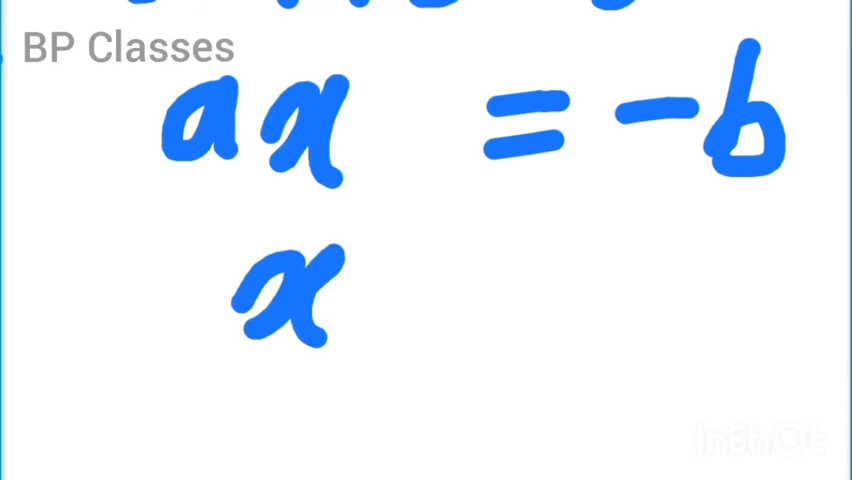 BP Classes
ax = -b
x
InShOt